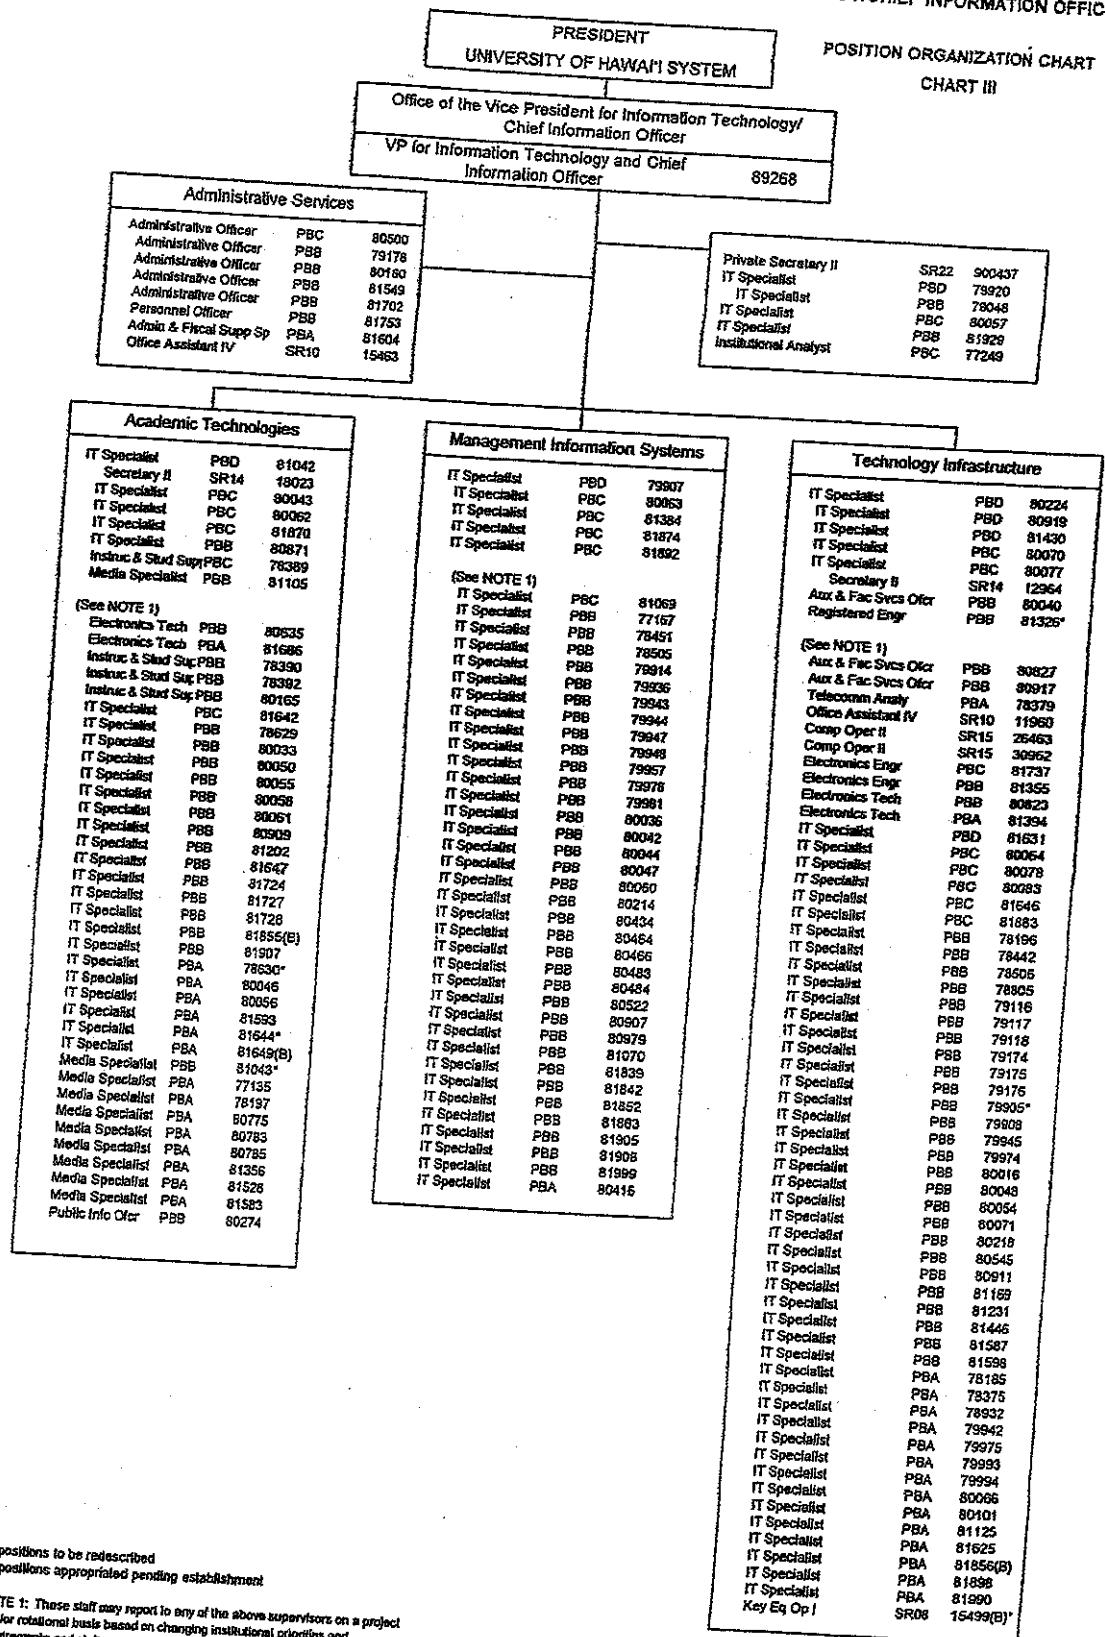 CHIEF INFORMATION OFFIC
POSITION ORGANIZATION CHART
CHART III
PRESIDENT
UNIVERSITY OF HAWAI'I SYSTEM
Office of the Vice President for Information Technology/
Chief Information Officer
VP for Information Technology and Chief
Information Officer 89268
Administrative Services
Administrative Officer PBC 80500
Administrative Officer PBB 79176
Administrative Officer PBB 80160
Administrative Officer PBB 81549
Administrative Officer PBB 81702
Personnel Officer PBB 81753
Admin & Fiscal Supp Sp PBA 81604
Office Assistant IV SR10 15463
Private Secretary II SR22 900437
IT Specialist PBD 79920
IT Specialist PBB 78048
IT Specialist PBC 80057
IT Specialist PBB 81929
Institutional Analyst PBC 77249
Academic Technologies
IT Specialist PBD 81042
Secretary II SR14 18023
IT Specialist PBC 80043
IT Specialist PBC 80062
IT Specialist PBC 81870
IT Specialist PBB 80871
Instruc & Stud Sup PBC 78389
Media Specialist PBB 81105
(See NOTE 1)
Electronics Tech PBB 80635
Electronics Tech PBA 81686
Instruc & Stud Sup PBB 78390
Instruc & Stud Sup PBB 78392
Instruc & Stud Sup PBB 80165
IT Specialist PBC 81642
IT Specialist PBB 78629
IT Specialist PBB 80033
IT Specialist PBB 80050
IT Specialist PBB 80055
IT Specialist PBB 80058
IT Specialist PBB 80061
IT Specialist PBB 80909
IT Specialist PBB 81202
IT Specialist PBB 81647
IT Specialist PBB 81724
IT Specialist PBB 81727
IT Specialist PBB 81728
IT Specialist PBB 81855(B)
IT Specialist PBB 81907
IT Specialist PBA 78630*
IT Specialist PBA 80046
IT Specialist PBA 80056
IT Specialist PBA 81593
IT Specialist PBA 81644*
IT Specialist PBA 81649(B)
Media Specialist PBB 81043*
Media Specialist PBA 77135
Media Specialist PBA 78197
Media Specialist PBA 80775
Media Specialist PBA 80783
Media Specialist PBA 80785
Media Specialist PBA 81356
Media Specialist PBA 81528
Media Specialist PBA 81583
Public Info Ofcr PBB 80274
Management Information Systems
IT Specialist PBD 79907
IT Specialist PBC 80063
IT Specialist PBC 81384
IT Specialist PBC 81874
IT Specialist PBC 81892
(See NOTE 1)
IT Specialist PBC 81069
IT Specialist PBB 77167
IT Specialist PBB 78451
IT Specialist PBB 78505
IT Specialist PBB 79914
IT Specialist PBB 79936
IT Specialist PBB 79943
IT Specialist PBB 79944
IT Specialist PBB 79947
IT Specialist PBB 79948
IT Specialist PBB 79957
IT Specialist PBB 79978
IT Specialist PBB 79981
IT Specialist PBB 80036
IT Specialist PBB 80042
IT Specialist PBB 80044
IT Specialist PBB 80047
IT Specialist PBB 80060
IT Specialist PBB 80214
IT Specialist PBB 80434
IT Specialist PBB 80464
IT Specialist PBB 80466
IT Specialist PBB 80483
IT Specialist PBB 80484
IT Specialist PBB 80522
IT Specialist PBB 80907
IT Specialist PBB 80979
IT Specialist PBB 81070
IT Specialist PBB 81839
IT Specialist PBB 81842
IT Specialist PBB 81852
IT Specialist PBB 81863
IT Specialist PBB 81905
IT Specialist PBB 81908
IT Specialist PBB 81999
IT Specialist PBA 80416
Technology Infrastructure
IT Specialist PBD 80224
IT Specialist PBD 80919
IT Specialist PBD 81430
IT Specialist PBC 80070
IT Specialist PBC 80077
Secretary II SR14 12964
Aux & Fac Svcs Ofcr PBB 80040
Registered Engr PBB 81326*
(See NOTE 1)
Aux & Fac Svcs Ofcr PBB 80827
Aux & Fac Svcs Ofcr PBB 80917
Telecomm Analy PBA 78379
Office Assistant IV SR10 11960
Comp Oper II SR15 26463
Comp Oper II SR15 30962
Electronics Engr PBC 81737
Electronics Engr PBB 81355
Electronics Tech PBB 80823
Electronics Tech PBA 81394
IT Specialist PBD 81631
IT Specialist PBC 80064
IT Specialist PBC 80078
IT Specialist PBC 80083
IT Specialist PBC 81646
IT Specialist PBC 81883
IT Specialist PBB 78196
IT Specialist PBB 78442
IT Specialist PBB 78506
IT Specialist PBB 78805
IT Specialist PBB 79116
IT Specialist PBB 79117
IT Specialist PBB 79118
IT Specialist PBB 79174
IT Specialist PBB 79175
IT Specialist PBB 79176
IT Specialist PBB 79905*
IT Specialist PBB 79908
IT Specialist PBB 79945
IT Specialist PBB 79974
IT Specialist PBB 80016
IT Specialist PBB 80048
IT Specialist PBB 80054
IT Specialist PBB 80071
IT Specialist PBB 80218
IT Specialist PBB 80545
IT Specialist PBB 80911
IT Specialist PBB 81169
IT Specialist PBB 81231
IT Specialist PBB 81446
IT Specialist PBB 81587
IT Specialist PBB 81598
IT Specialist PBA 78185
IT Specialist PBA 78375
IT Specialist PBA 78932
IT Specialist PBA 79942
IT Specialist PBA 79975
IT Specialist PBA 79993
IT Specialist PBA 79994
IT Specialist PBA 80066
IT Specialist PBA 80101
IT Specialist PBA 81125
IT Specialist PBA 81625
IT Specialist PBA 81856(B)
IT Specialist PBA 81898
IT Specialist PBA 81990
Key Eq Op I SR08 15499(B)*
positions to be redescribed
positions appropriated pending establishment
TE 1: These staff may report to any of the above supervisors on a project
or rotational basis based on changing institutional priorities and